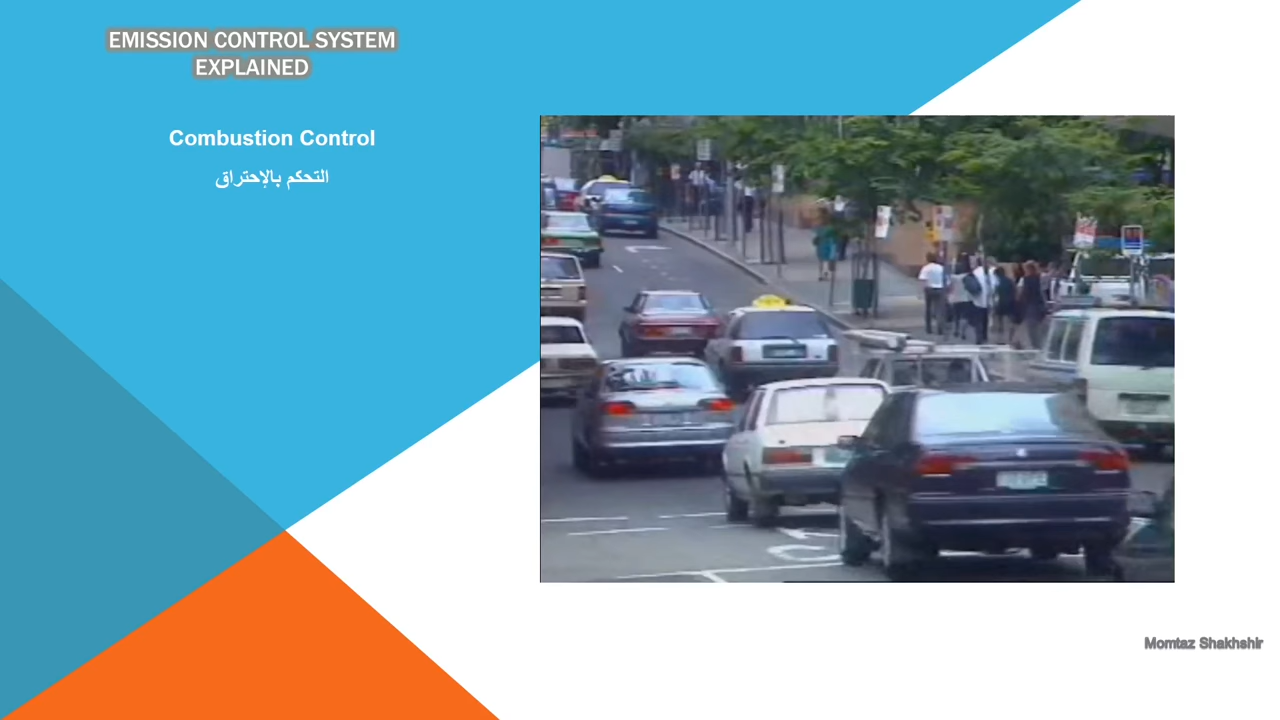 EMISSION CONTROL SYSTEM
EXPLAINED
Combustion Control
التحكم بالإحتراق
Momtaz Shakhshir